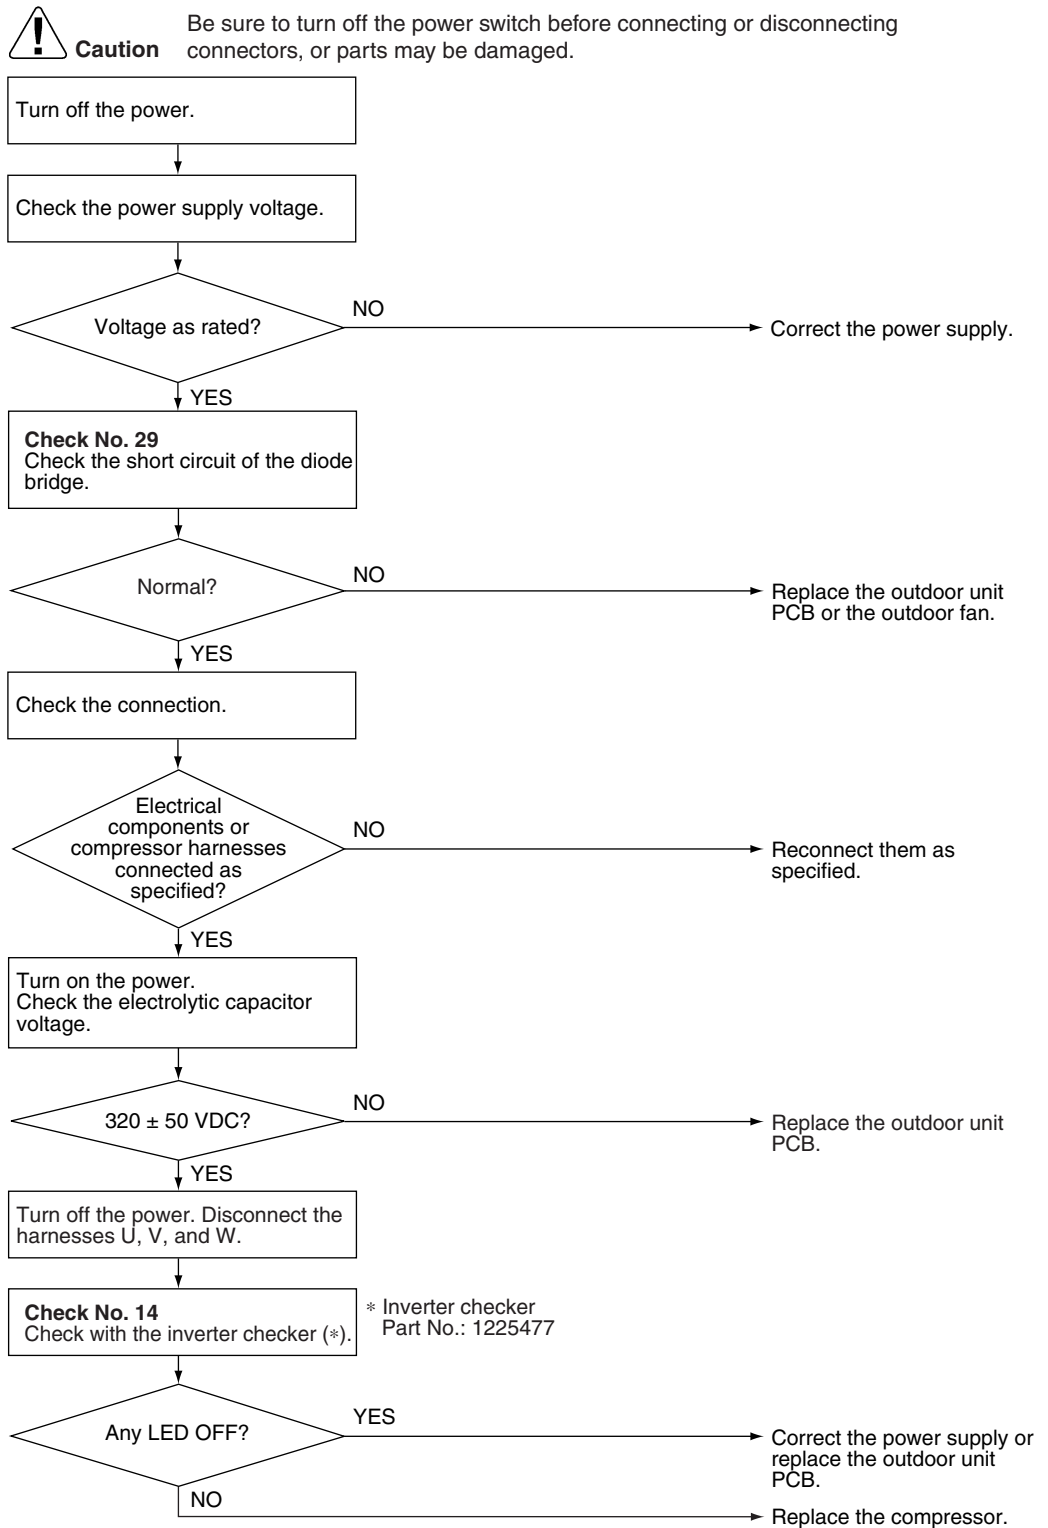 Be sure to turn off the power switch before connecting or disconnecting
Caution connectors, or parts may be damaged.
Turn off the power.
Check the power supply voltage.
Voltage as rated?
NO
Correct the power supply.
YES
Check No. 29
Check the short circuit of the diode
bridge.
Normal?
NO
Replace the outdoor unit
PCB or the outdoor fan.
YES
Check the connection.
Electrical
components or
compressor harnesses
connected as
specified?
NO
Reconnect them as
specified.
YES
Turn on the power.
Check the electrolytic capacitor
voltage.
320 ± 50 VDC?
NO
Replace the outdoor unit
PCB.
YES
Turn off the power. Disconnect the
harnesses U, V, and W.
Check No. 14
Check with the inverter checker (*).
* Inverter checker
Part No.: 1225477
Any LED OFF?
YES
Correct the power supply or
replace the outdoor unit
PCB.
NO
Replace the compressor.